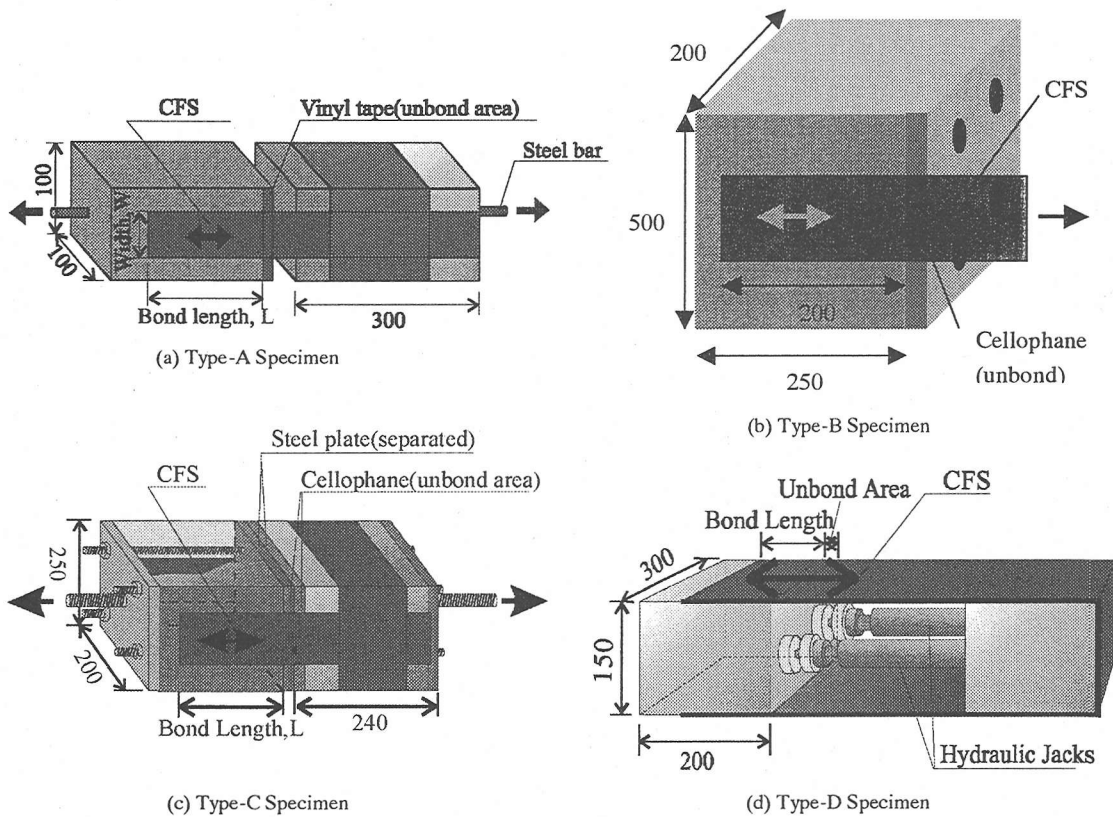 CFS
Vinyl tape(unbond area)
Steel bar
100
Width, W
100
Bond length, L
300
(a) Type-A Specimen
200
CFS
500
200
250
Cellophane
(unbond)
(b) Type-B Specimen
Steel plate(separated)
CFS
Cellophane(unbond area)
250
200
Bond Length,L
240
(c) Type-C Specimen
CFS
Unbond Area
Bond Length
300
150
200
Hydraulic Jacks
(d) Type-D Specimen